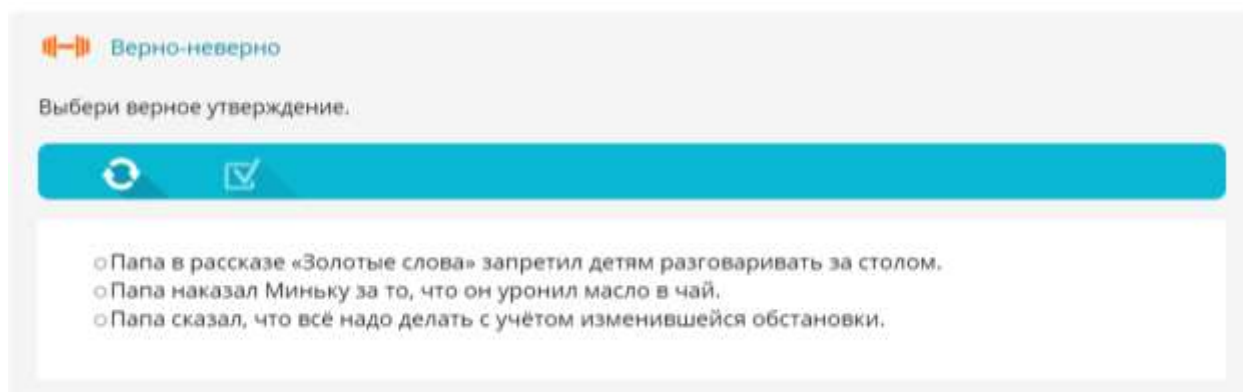 Верно-неверно
Выбери верное утверждение.
Папа в рассказе «Золотые слова» запретил детям разговаривать за столом.
Папа наказал Миньку за то, что он уронил масло в чай.
Папа сказал, что всё надо делать с учётом изменившейся обстановки.